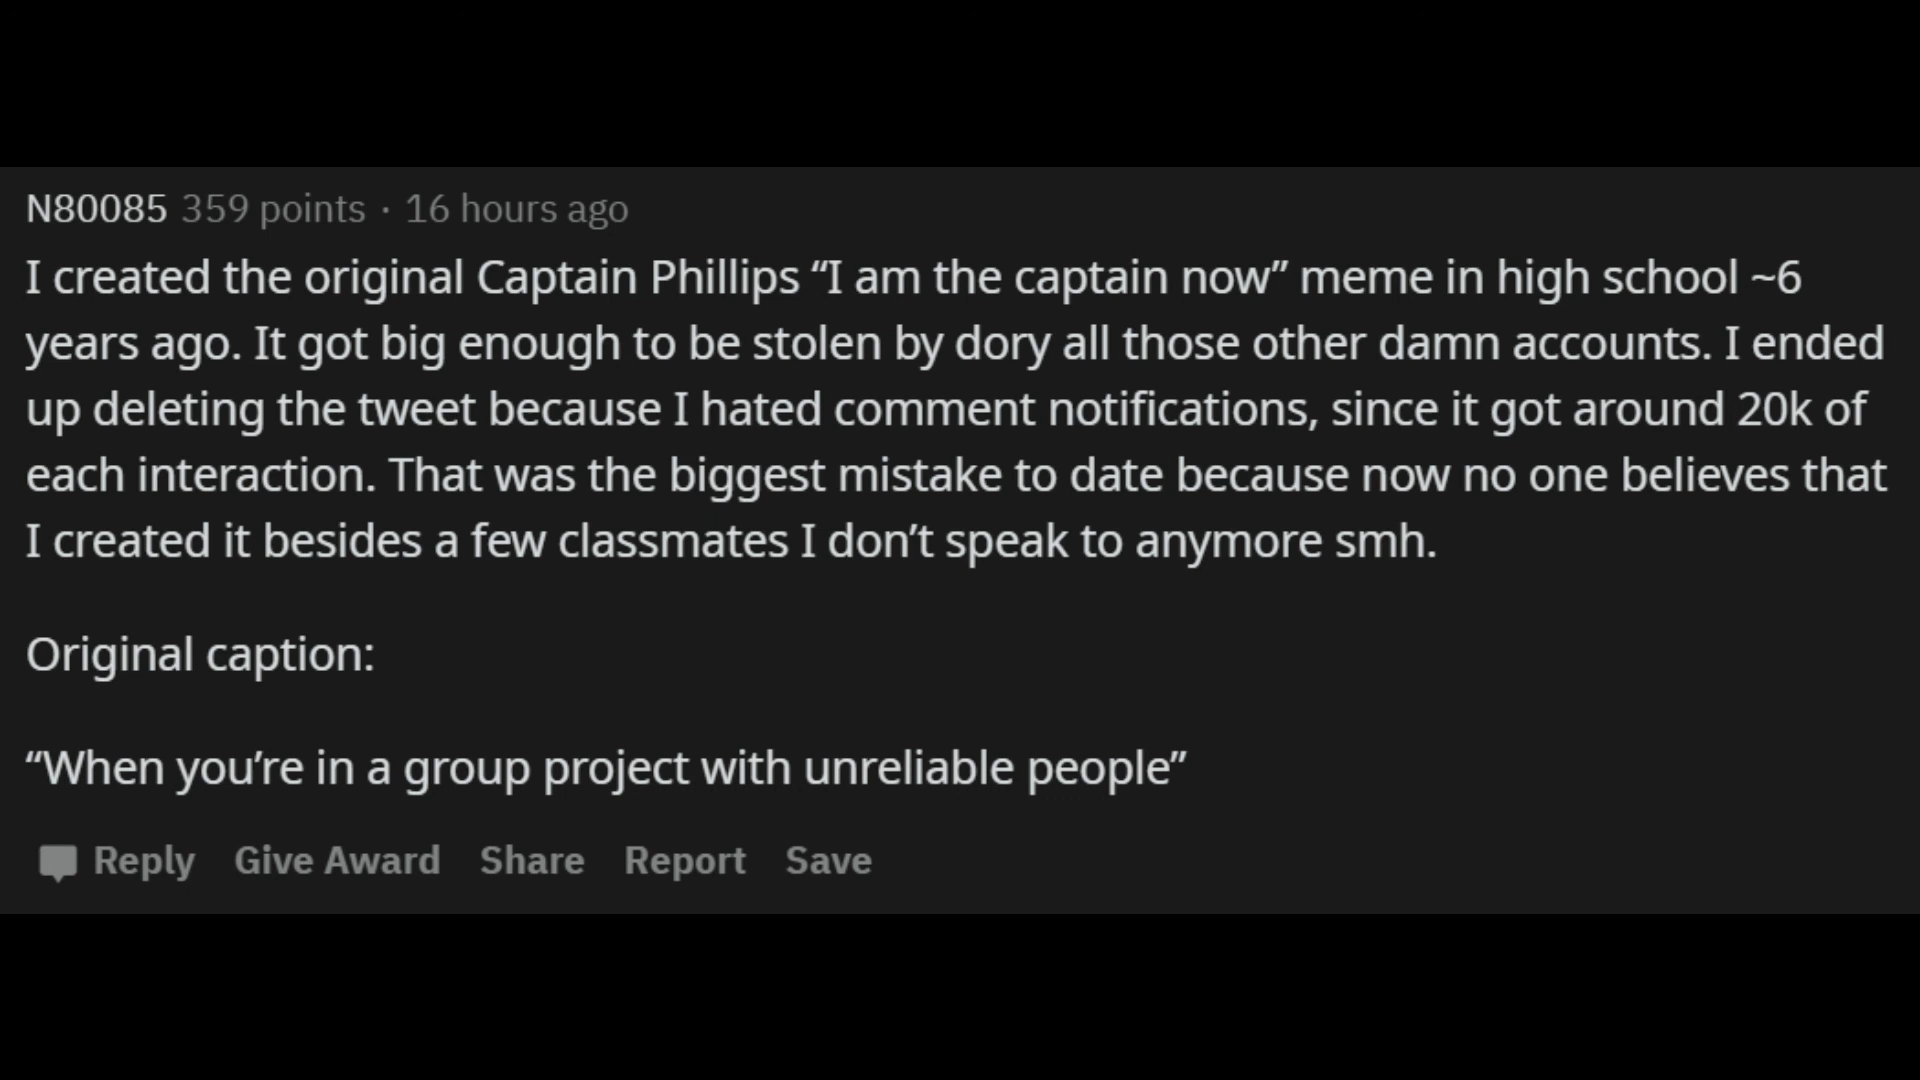 N80085 359 points · 16 hours ago
I created the original Captain Phillips “I am the captain now” meme in high school ~6
years ago. It got big enough to be stolen by dory all those other damn accounts. I ended
up deleting the tweet because I hated comment notifications, since it got around 20k of
each interaction. That was the biggest mistake to date because now no one believes that
I created it besides a few classmates I don’t speak to anymore smh.
Original caption:
“When you’re in a group project with unreliable people”
Reply Give Award Share Report Save